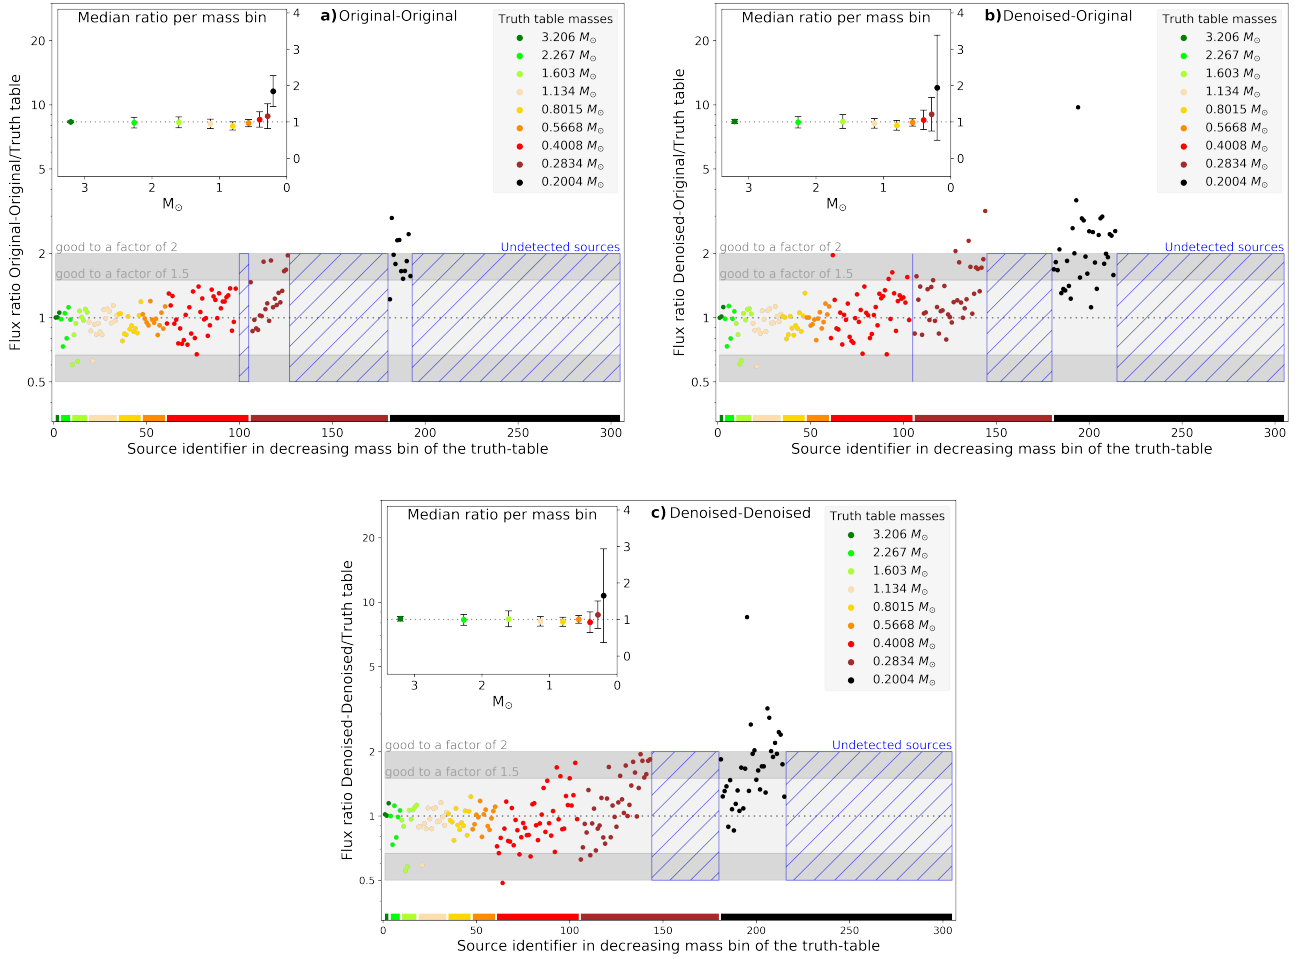 Median ratio per mass bin
a) Original-Original
Truth table masses
3.206 M⊙
2.267 M⊙
1.603 M⊙
1.134 M⊙
0.8015 M⊙
0.5668 M⊙
0.4008 M⊙
0.2834 M⊙
0.2004 M⊙
4
3
2
1
0
3
2
1
0
M⊙
20
10
5
2
1
0.5
Flux ratio Original-Original/Truth table
good to a factor of 2
good to a factor of 1.5
Undetected sources
0
50
100
150
200
250
300
Source identifier in decreasing mass bin of the truth-table
Median ratio per mass bin
b) Denoised-Original
Truth table masses
3.206 M⊙
2.267 M⊙
1.603 M⊙
1.134 M⊙
0.8015 M⊙
0.5668 M⊙
0.4008 M⊙
0.2834 M⊙
0.2004 M⊙
4
3
2
1
0
3
2
1
0
M⊙
20
10
5
2
1
0.5
Flux ratio Denoised-Original/Truth table
good to a factor of 2
good to a factor of 1.5
Undetected sources
0
50
100
150
200
250
300
Source identifier in decreasing mass bin of the truth-table
Median ratio per mass bin
c) Denoised-Denoised
Truth table masses
3.206 M⊙
2.267 M⊙
1.603 M⊙
1.134 M⊙
0.8015 M⊙
0.5668 M⊙
0.4008 M⊙
0.2834 M⊙
0.2004 M⊙
4
3
2
1
0
3
2
1
0
M⊙
20
10
5
2
1
0.5
Flux ratio Denoised-Denoised/Truth table
good to a factor of 2
good to a factor of 1.5
Undetected sources
0
50
100
150
200
250
300
Source identifier in decreasing mass bin of the truth-table